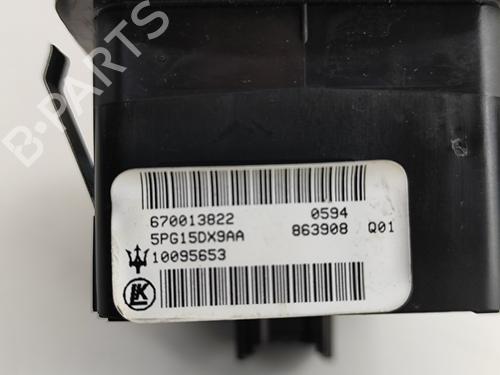 B-PARTS
670013822 0594
5PG15DX9AA 863908 Q01
10095653
LK